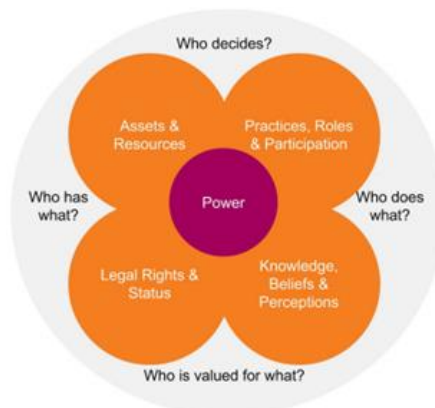 Who decides?
Assets &
Resources
Practices, Roles
& Participation
Who has
what?
Power
Who does
what?
Legal Rights &
Status
Knowledge,
Beliefs &
Perceptions
Who is valued for what?